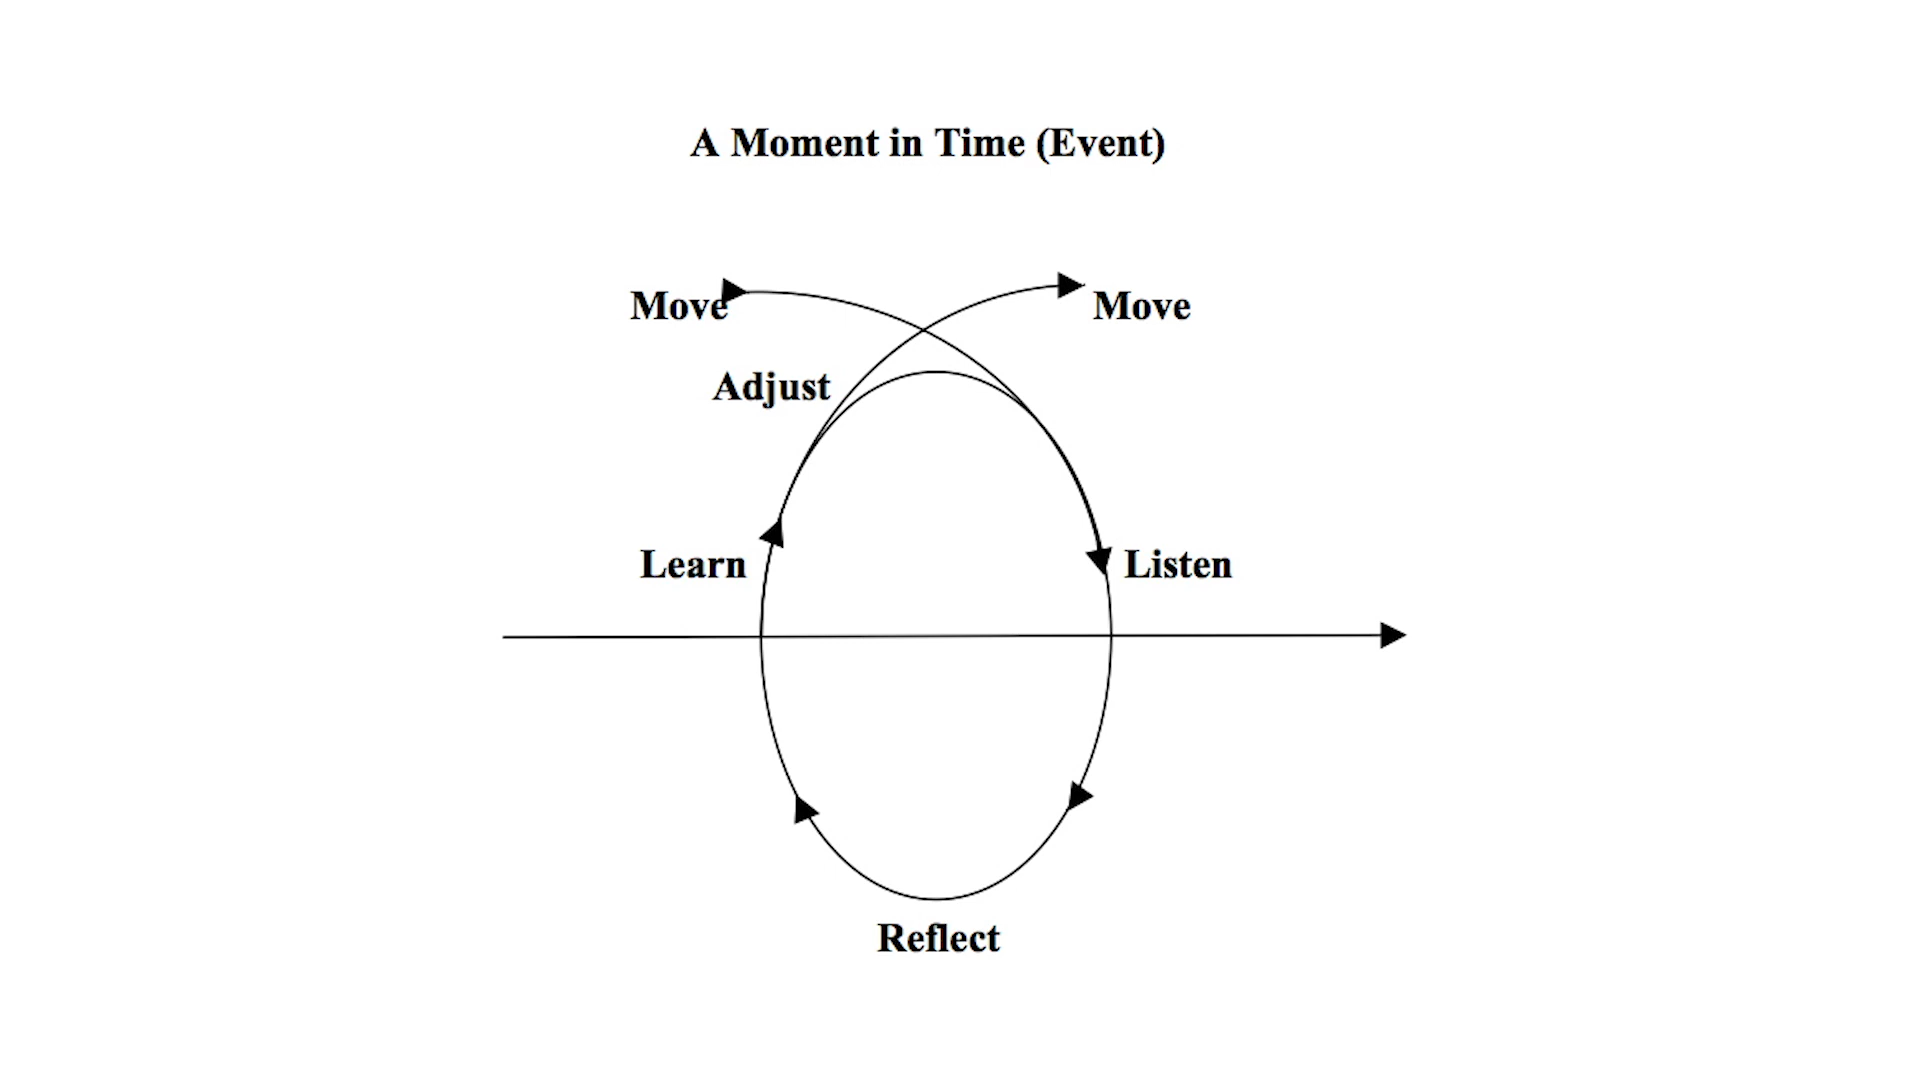 A Moment in Time (Event)
Move
Move
Adjust
Learn
Listen
Reflect